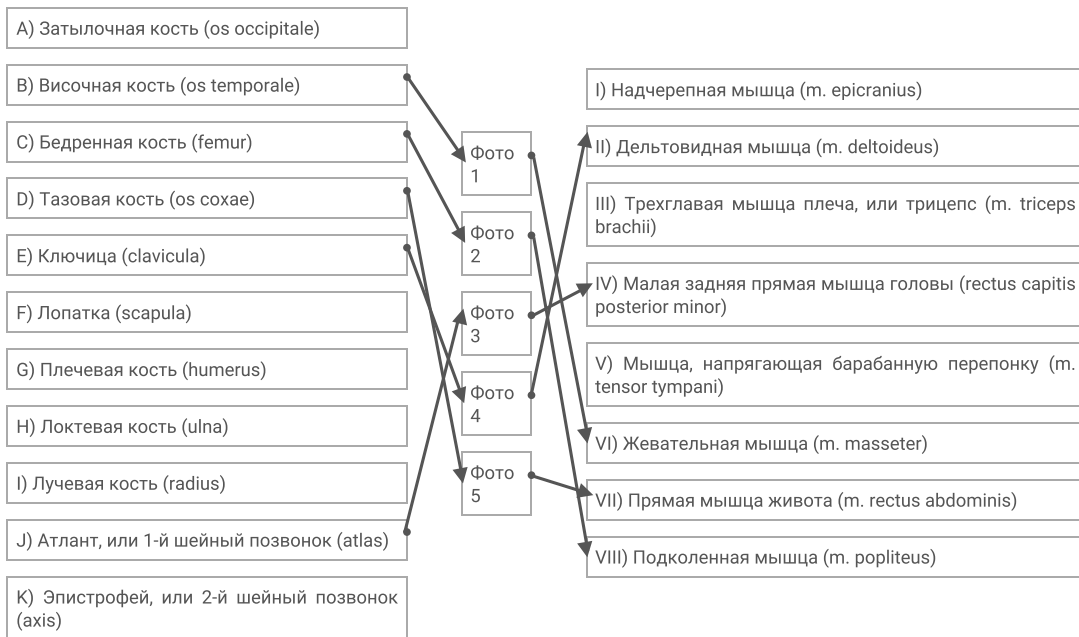 A) Затылочная кость (os occipitale)
B) Височная кость (os temporale)
C) Бедренная кость (femur)
D) Тазовая кость (os coxae)
E) Ключица (clavicula)
F) Лопатка (scapula)
G) Плечевая кость (humerus)
H) Локтевая кость (ulna)
I) Лучевая кость (radius)
J) Атлант, или 1-й шейный позвонок (atlas)
K) Эпистрофей, или 2-й шейный позвонок
(axis)
Фото
1
Фото
2
Фото
3
Фото
4
Фото
5
I) Надчерепная мышца (m. epicranius)
II) Дельтовидная мышца (m. deltoideus)
III) Трехглавая мышца плеча, или трицепс (m. triceps
brachii)
IV) Малая задняя прямая мышца головы (rectus capitis
posterior minor)
V) Мышца, напрягающая барабанную перепонку (m.
tensor tympani)
VI) Жевательная мышца (m. masseter)
VII) Прямая мышца живота (m. rectus abdominis)
VIII) Подколенная мышца (m. popliteus)